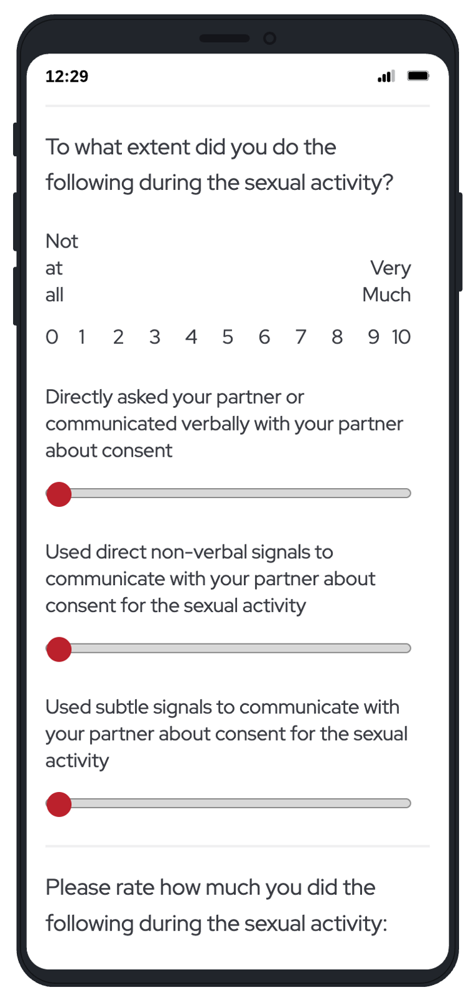 12:29
To what extent did you do the
following during the sexual activity?
Not
at
all
Very
Much
0 1 2 3 4 5 6 7 8 9 10
Directly asked your partner or
communicated verbally with your partner
about consent
Used direct non-verbal signals to
communicate with your partner about
consent for the sexual activity
Used subtle signals to communicate with
your partner about consent for the sexual
activity
Please rate how much you did the
following during the sexual activity: